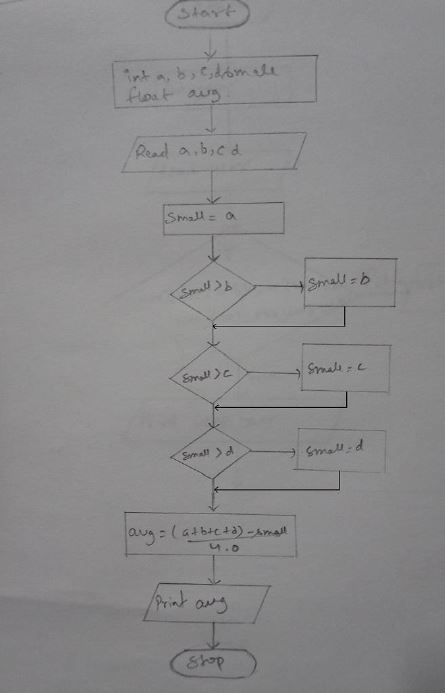 Start
int a, b, c, d, small
float avg
Read a, b, c d
Small = a
Small > b
Small = b
Small > c
Small = c
Small > d
Small = d
avg = (a+b+c+d) - small
4.0
Print avg
Stop